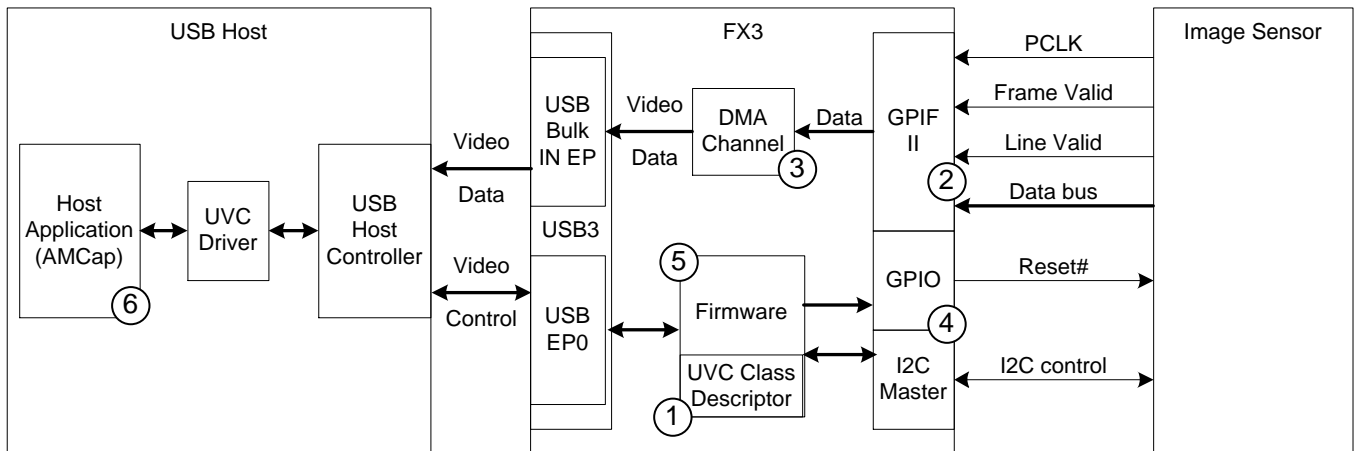 USB Host
FX3
Image Sensor
Host
Application
(AMCap)
6
UVC
Driver
USB
Host
Controller
Video
Data
Video
Control
USB
Bulk
IN EP
USB3
USB
EP0
Video
Data
DMA
Channel
3
Data
5
Firmware
UVC Class
Descriptor
1
GPIF
II
2
GPIO
4
I2C
Master
PCLK
Frame Valid
Line Valid
Data bus
Reset#
I2C control